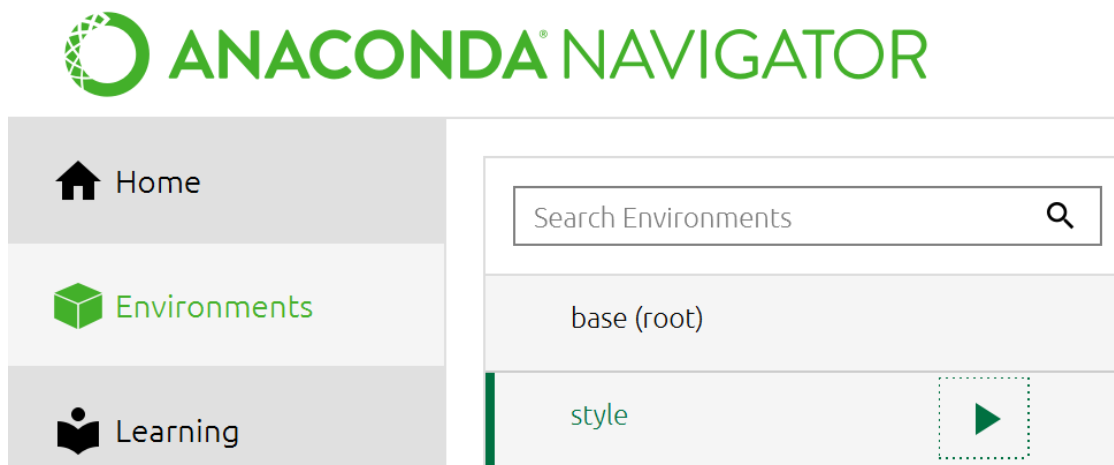 ANACONDA® NAVIGATOR
Home
Search Environments
Environments
base (root)
style
Learning